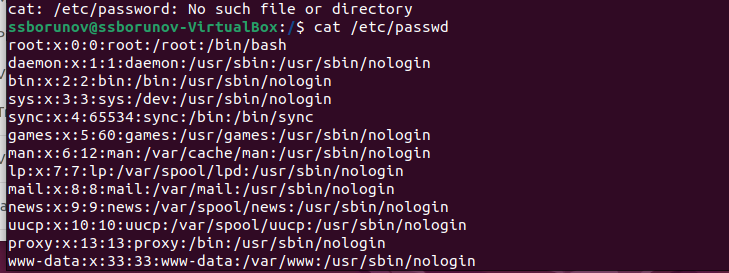 cat: /etc/password: No such file or directory
ssborunov@ssborunov-VirtualBox:/$ cat /etc/passwd
root:x:0:0:root:/root:/bin/bash
daemon:x:1:1:daemon:/usr/sbin:/usr/sbin/nologin
bin:x:2:2:bin:/bin:/usr/sbin/nologin
sys:x:3:3:sys:/dev:/usr/sbin/nologin
sync:x:4:65534:sync:/bin:/bin/sync
games:x:5:60:games:/usr/games:/usr/sbin/nologin
man:x:6:12:man:/var/cache/man:/usr/sbin/nologin
lp:x:7:7:lp:/var/spool/lpd:/usr/sbin/nologin
mail:x:8:8:mail:/var/mail:/usr/sbin/nologin
news:x:9:9:news:/var/spool/news:/usr/sbin/nologin
uucp:x:10:10:uucp:/var/spool/uucp:/usr/sbin/nologin
proxy:x:13:13:proxy:/bin:/usr/sbin/nologin
www-data:x:33:33:www-data:/var/www:/usr/sbin/nologin